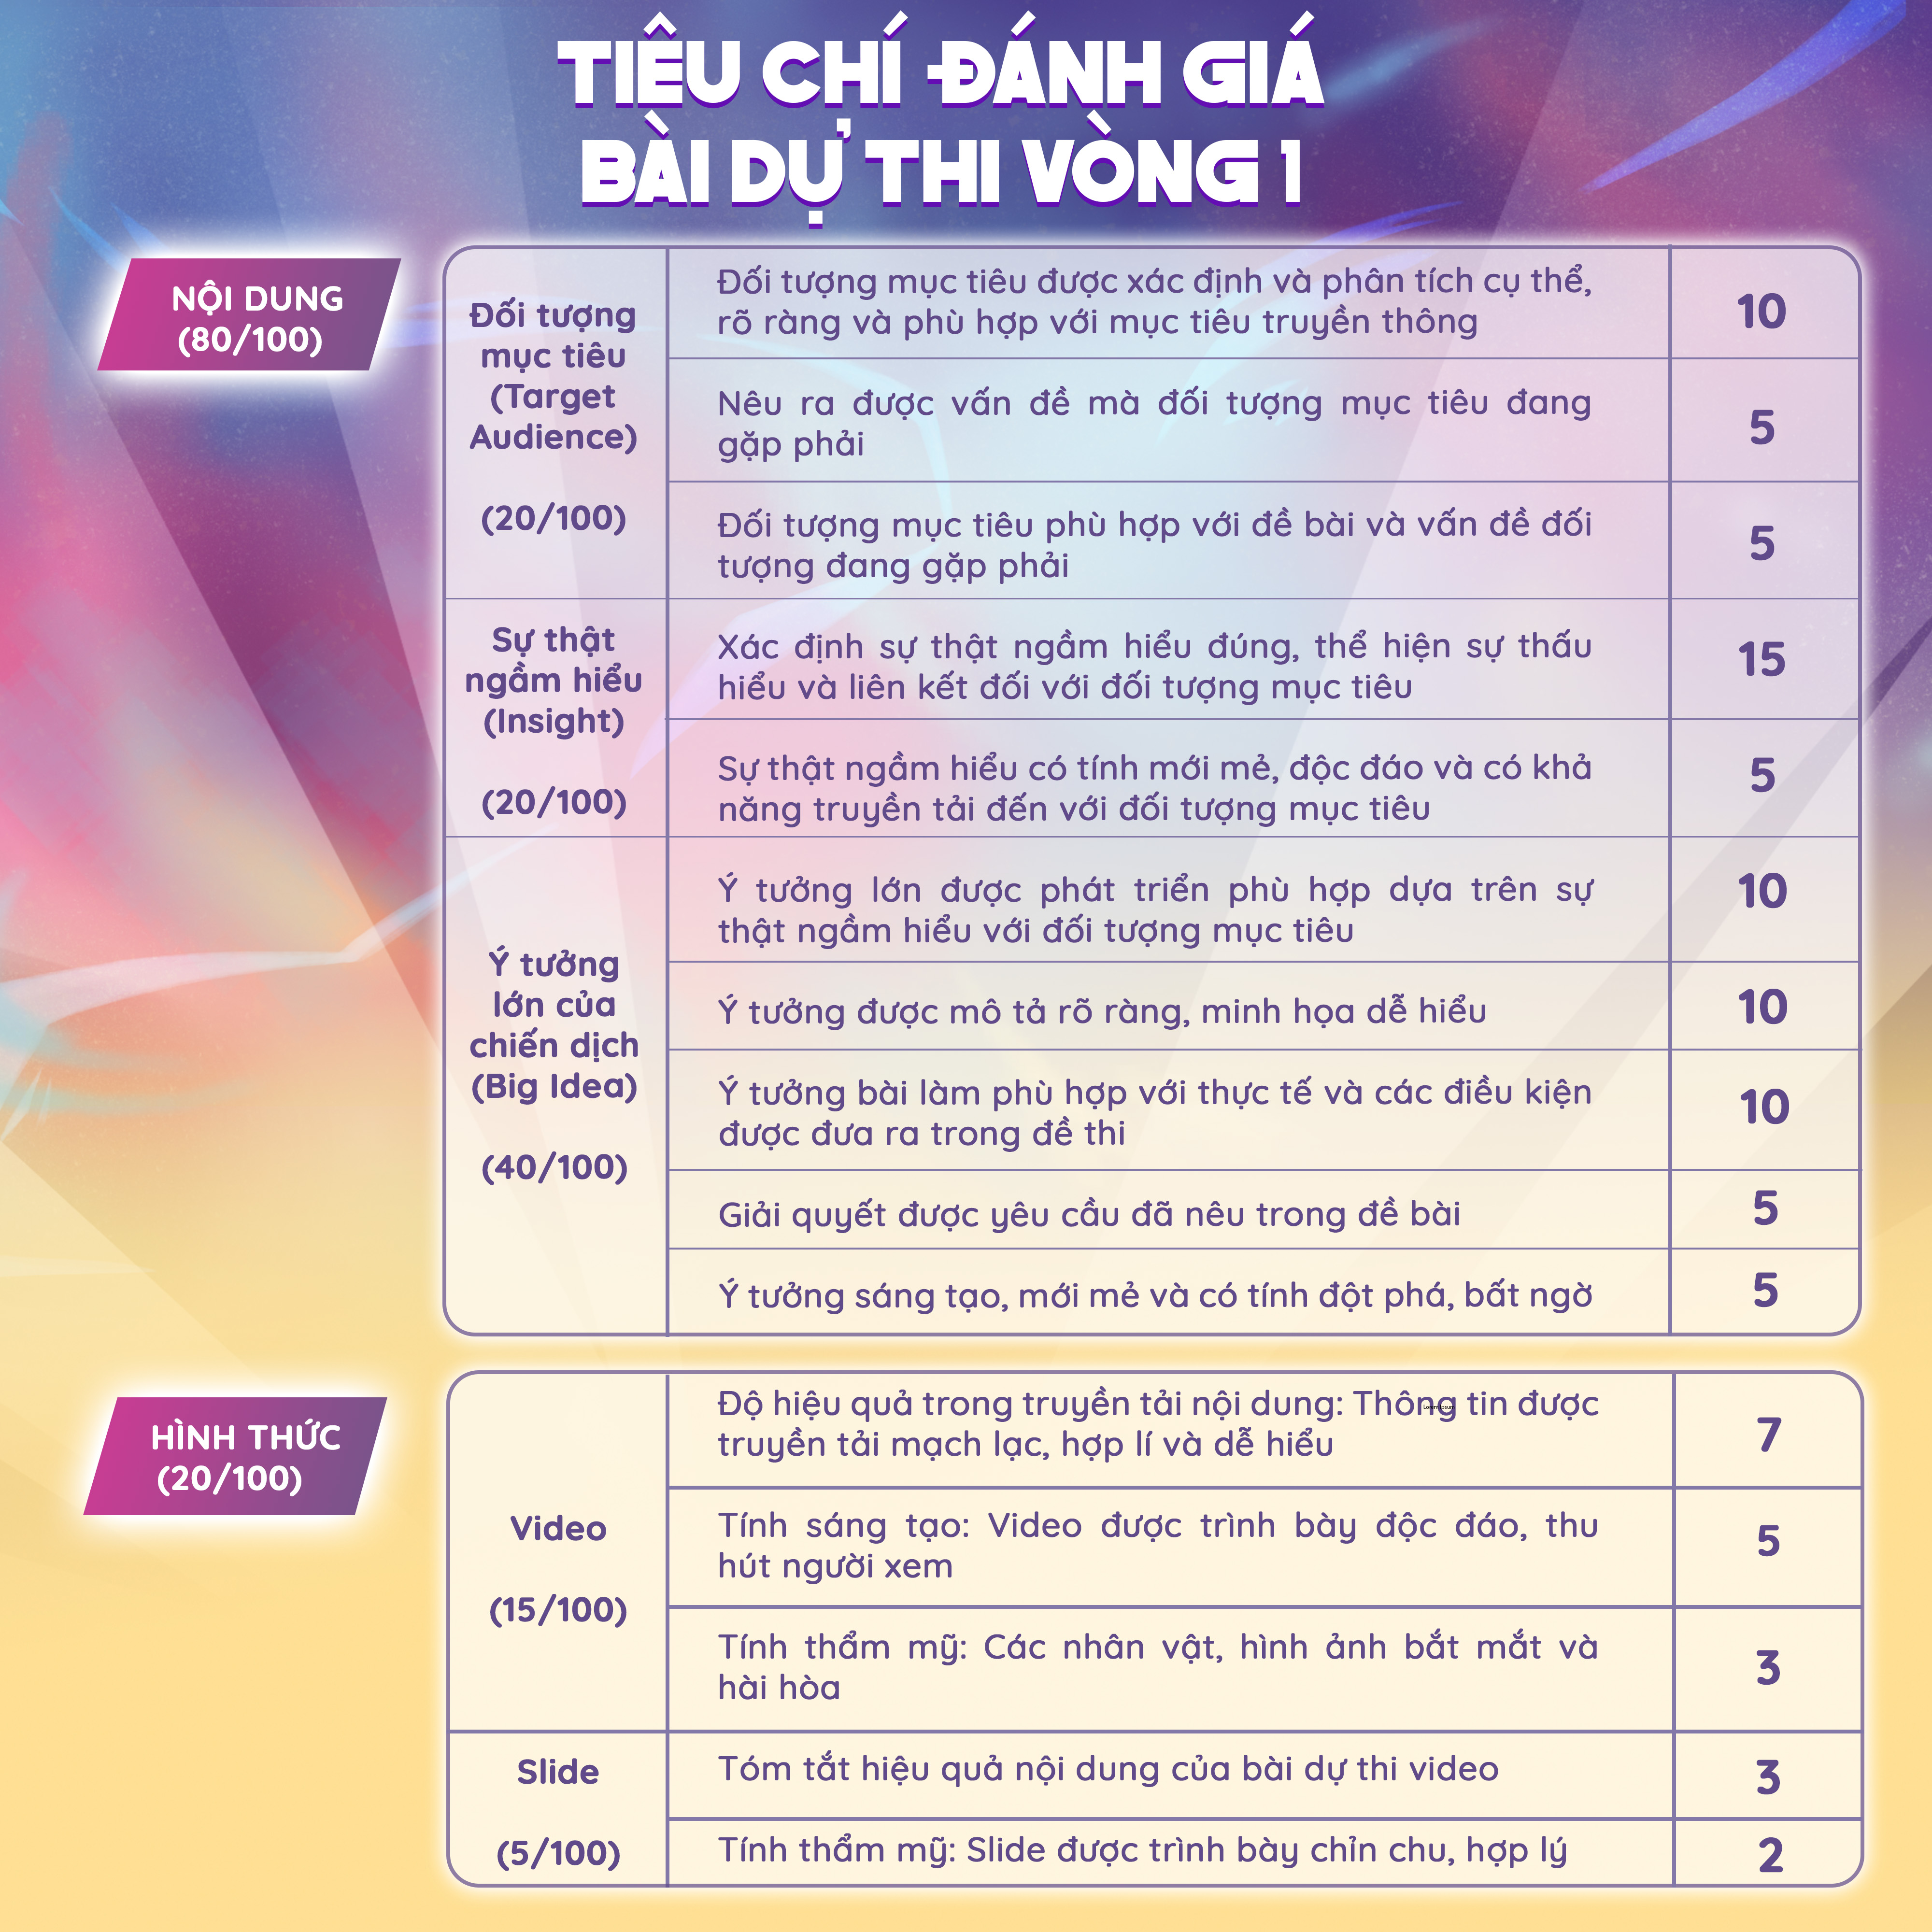 TIÊU CHÍ ĐÁNH GIÁ
BÀI DỰ THI VÒNG 1
NỘI DUNG
(80/100)
Đối tượng
mục tiêu
(Target
Audience)
(20/100)
Đối tượng mục tiêu được xác định và phân tích cụ thể,
rõ ràng và phù hợp với mục tiêu truyền thông
10
Nêu ra được vấn đề mà đối tượng mục tiêu đang
gặp phải
5
Đối tượng mục tiêu phù hợp với đề bài và vấn đề đối
tượng đang gặp phải
5
Sự thật
ngầm hiểu
(Insight)
(20/100)
Xác định sự thật ngầm hiểu đúng, thể hiện sự thấu
hiểu và liên kết đối với đối tượng mục tiêu
15
Sự thật ngầm hiểu có tính mới mẻ, độc đáo và có khả
năng truyền tải đến với đối tượng mục tiêu
5
Ý tưởng
lớn của
chiến dịch
(Big Idea)
(40/100)
Ý tưởng lớn được phát triển phù hợp dựa trên sự
thật ngầm hiểu với đối tượng mục tiêu
10
Ý tưởng được mô tả rõ ràng, minh họa dễ hiểu
10
Ý tưởng bài làm phù hợp với thực tế và các điều kiện
được đưa ra trong đề thi
10
Giải quyết được yêu cầu đã nêu trong đề bài
5
Ý tưởng sáng tạo, mới mẻ và có tính đột phá, bất ngờ
5
HÌNH THỨC
(20/100)
Video
(15/100)
Độ hiệu quả trong truyền tải nội dung: Thông tin được
truyền tải mạch lạc, hợp lí và dễ hiểu
7
Tính sáng tạo: Video được trình bày độc đáo, thu
hút người xem
5
Tính thẩm mỹ: Các nhân vật, hình ảnh bắt mắt và
hài hòa
3
Slide
(5/100)
Tóm tắt hiệu quả nội dung của bài dự thi video
3
Tính thẩm mỹ: Slide được trình bày chỉn chu, hợp lý
2